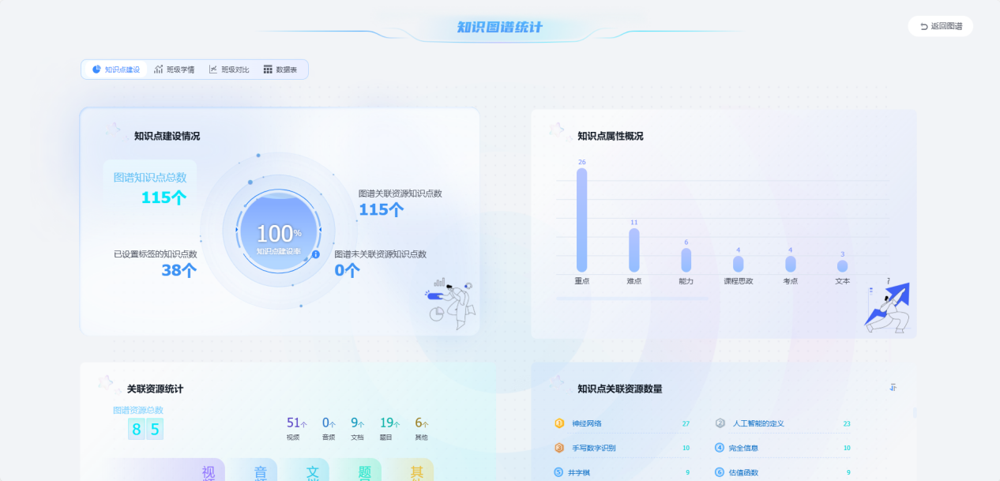 知识图谱统计
返回图谱
知识点建设 班级学情 班级对比 数据表
知识点建设情况
图谱知识点总数
115个
图谱关联资源知识点数
115个
100%
知识点建设率
已设置标签的知识点数
38个
图谱未关联资源知识点数
0个
知识点属性概况
26
11
6
4
4
3
重点 难点 能力 课程思政 考点 文本
关联资源统计
图谱资源总数
8 5
51个 0个 9个 19个 6个
视频 音频 文档 题目 其他
视频 音频 文档 题目 其他
知识点关联资源数量
1 神经网络 27
2 人工智能的定义 23
3 手写数字识别 10
4 完全信息 10
5 井字棋 9
6 估值函数 9